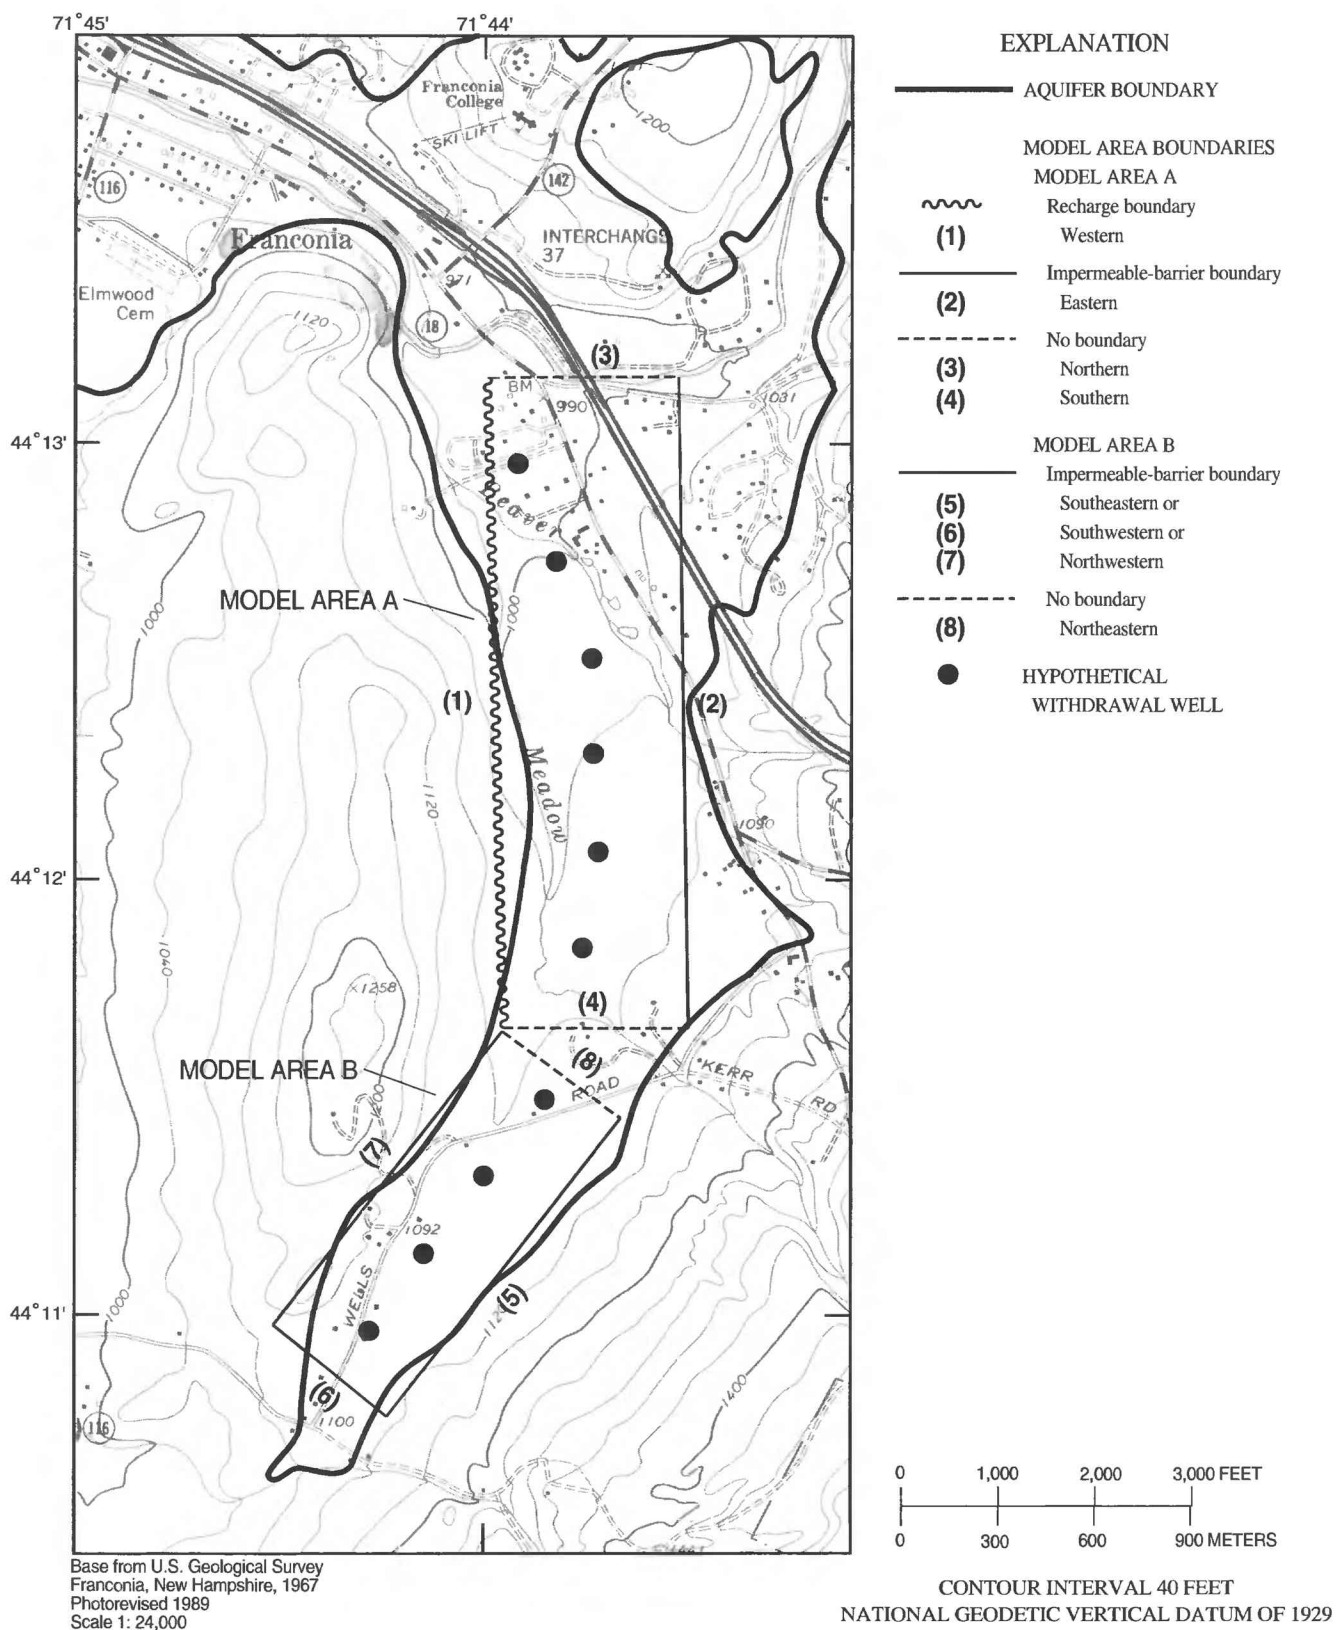 71°45'
71°44'
Franconia
College
SKI LIFT
1200
116
142
Franconia
INTERCHANGE
37
971
Elmwood
Cem
1120
18
(3)
BM
990
1031
44°13'
Beaver
MODEL AREA A
1000
1000
(1)
(2)
Meadow
1120
1090
44°12'
1040
×1258
(4)
MODEL AREA B
(8)
ROAD
KERR
RD
1200
(7)
1092
WELLS
(5)
44°11'
1000
(6)
1100
1400
116
Base from U.S. Geological Survey
Franconia, New Hampshire, 1967
Photorevised 1989
Scale 1: 24,000
EXPLANATION
AQUIFER BOUNDARY
MODEL AREA BOUNDARIES
MODEL AREA A
Recharge boundary
(1) Western
Impermeable-barrier boundary
(2) Eastern
No boundary
(3) Northern
(4) Southern
MODEL AREA B
Impermeable-barrier boundary
(5) Southeastern or
(6) Southwestern or
(7) Northwestern
No boundary
(8) Northeastern
HYPOTHETICAL
WITHDRAWAL WELL
0 1,000 2,000 3,000 FEET
0 300 600 900 METERS
CONTOUR INTERVAL 40 FEET
NATIONAL GEODETIC VERTICAL DATUM OF 1929